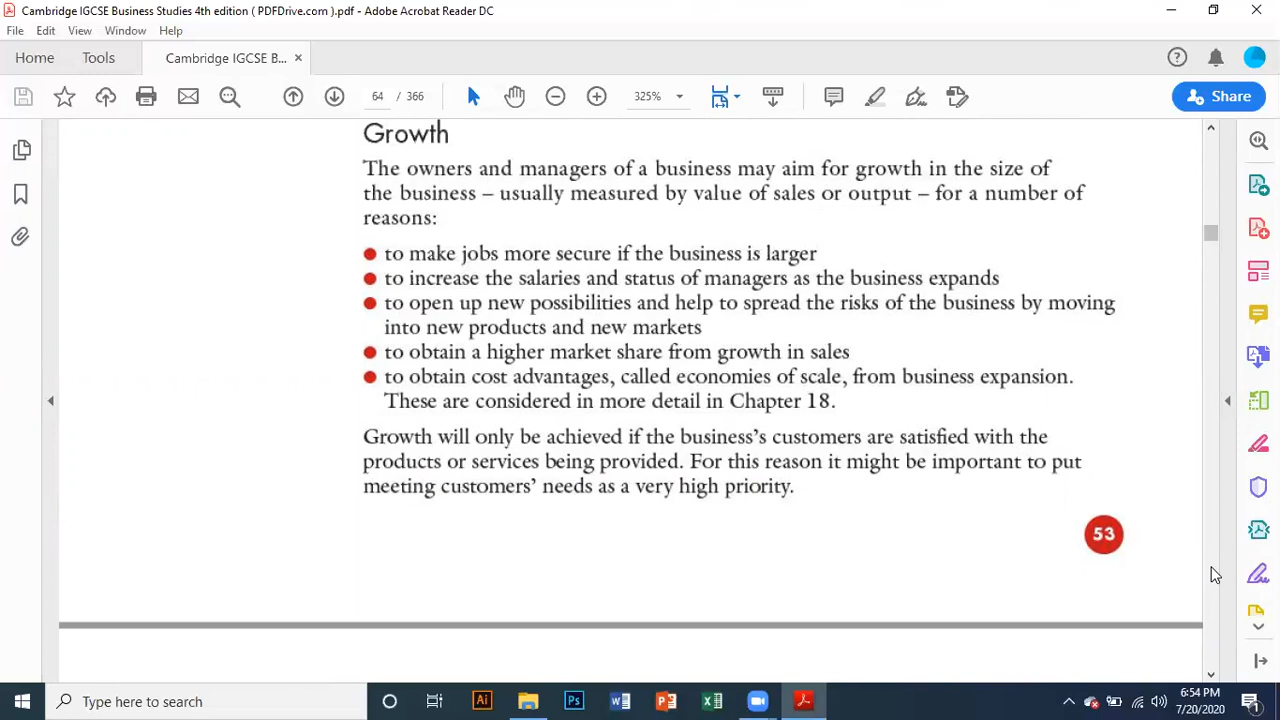 Cambridge IGCSE Business Studies 4th edition ( PDFDrive.com ).pdf - Adobe Acrobat Reader DC
File Edit View Window Help
Home Tools Cambridge IGCSE B... ×
64 / 366 325% Share
Growth
The owners and managers of a business may aim for growth in the size of
the business – usually measured by value of sales or output – for a number of
reasons:
● to make jobs more secure if the business is larger
● to increase the salaries and status of managers as the business expands
● to open up new possibilities and help to spread the risks of the business by moving
into new products and new markets
● to obtain a higher market share from growth in sales
● to obtain cost advantages, called economies of scale, from business expansion.
These are considered in more detail in Chapter 18.
Growth will only be achieved if the business's customers are satisfied with the
products or services being provided. For this reason it might be important to put
meeting customers' needs as a very high priority.
53
Type here to search
Ai Ps
6:54 PM
7/20/2020